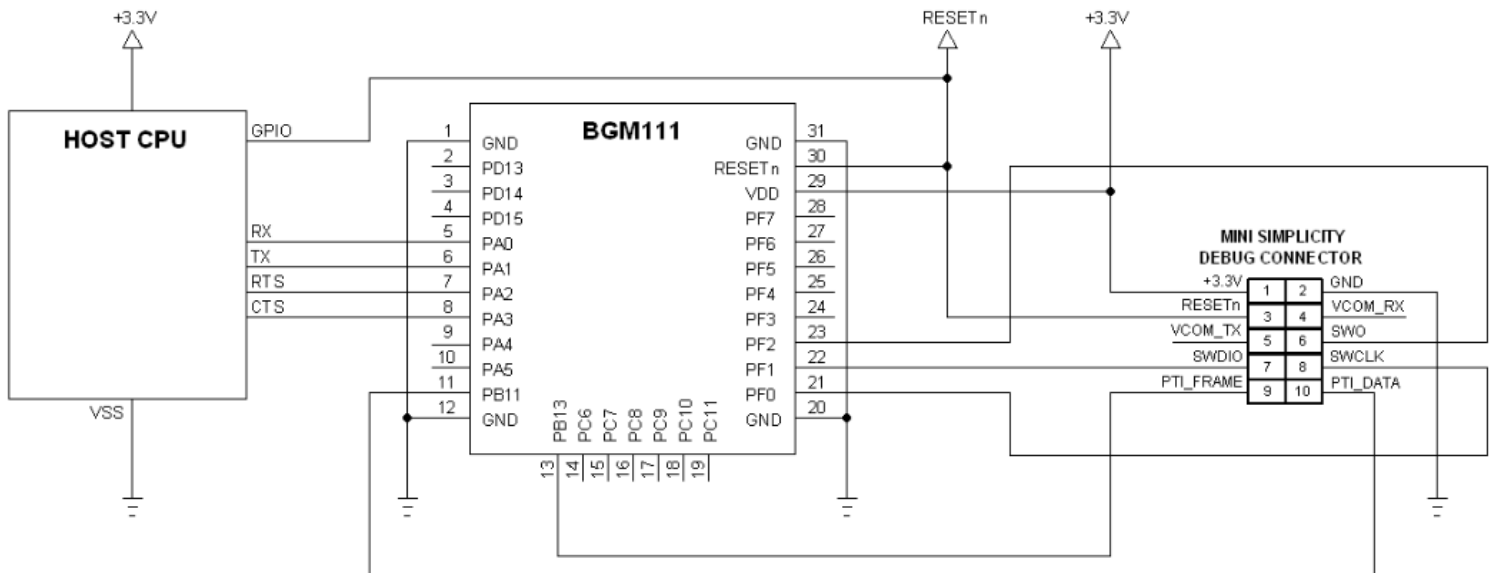 +3.3V
RESETn
+3.3V
HOST CPU
GPIO
RX
TX
RTS
CTS
VSS
BGM111
1 GND
2 PD13
3 PD14
4 PD15
5 PA0
6 PA1
7 PA2
8 PA3
9 PA4
10 PA5
11 PB11
12 GND
13 PB13
14 PC6
15 PC7
16 PC8
17 PC9
18 PC10
19 PC11
GND 31
RESETn 30
VDD 29
PF7 28
PF6 27
PF5 26
PF4 25
PF3 24
PF2 23
PF1 22
PF0 21
GND 20
MINI SIMPLICITY
DEBUG CONNECTOR
+3.3V 1 2 GND
RESETn 3 4 VCOM_RX
VCOM_TX 5 6 SWO
SWDIO 7 8 SWCLK
PTI_FRAME 9 10 PTI_DATA